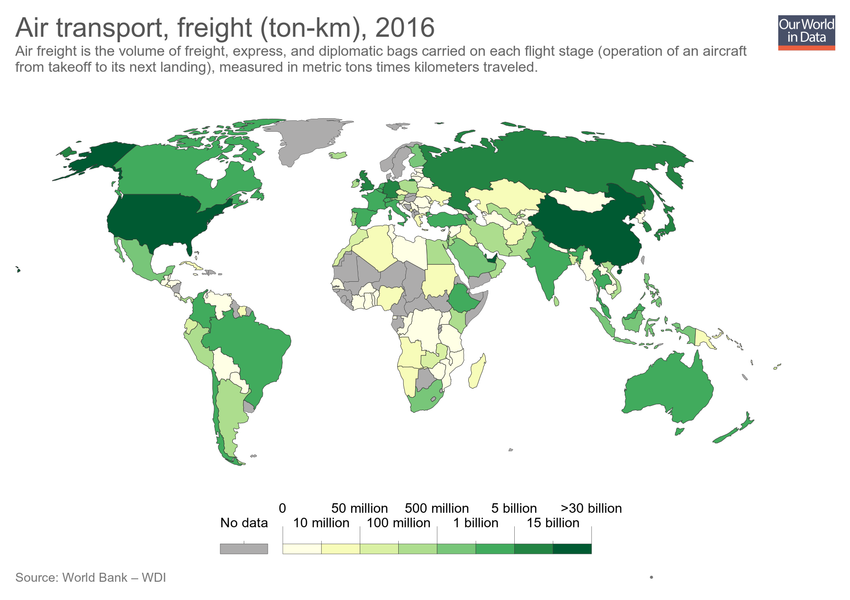 Air transport, freight (ton-km), 2016
Our World
in Data
Air freight is the volume of freight, express, and diplomatic bags carried on each flight stage (operation of an aircraft
from takeoff to its next landing), measured in metric tons times kilometers traveled.
0 50 million 500 million 5 billion >30 billion
No data 10 million 100 million 1 billion 15 billion
Source: World Bank – WDI